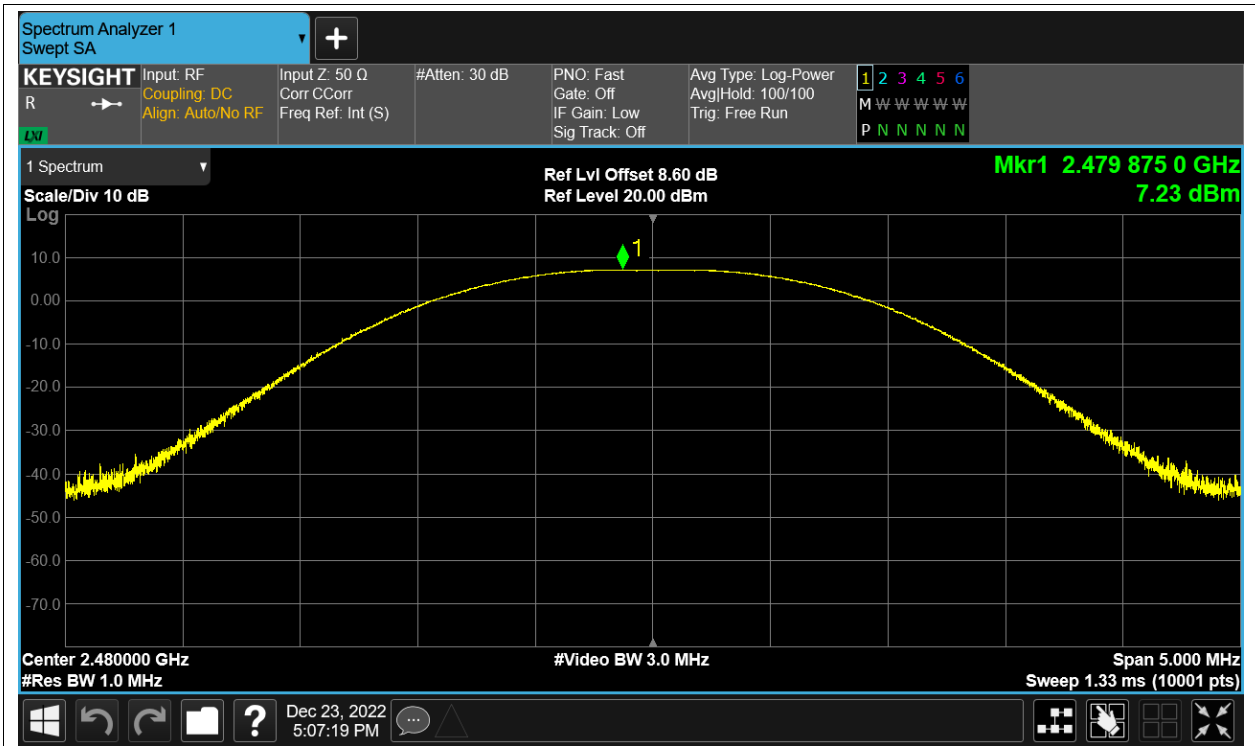 Spectrum Analyzer 1
Swept SA
KEYSIGHT
R
LXI
Input: RF
Coupling: DC
Align: Auto/No RF
Input Z: 50 Ω
Corr CCorr
Freq Ref: Int (S)
#Atten: 30 dB
PNO: Fast
Gate: Off
IF Gain: Low
Sig Track: Off
Avg Type: Log-Power
Avg|Hold: 100/100
Trig: Free Run
1 2 3 4 5 6
M W W W W W
P N N N N N
1 Spectrum
Scale/Div 10 dB
Log
Ref Lvl Offset 8.60 dB
Ref Level 20.00 dBm
Mkr1 2.479 875 0 GHz
7.23 dBm
1
10.0
0.00
-10.0
-20.0
-30.0
-40.0
-50.0
-60.0
-70.0
Center 2.480000 GHz
#Video BW 3.0 MHz
Span 5.000 MHz
#Res BW 1.0 MHz
Sweep 1.33 ms (10001 pts)
?
Dec 23, 2022
5:07:19 PM